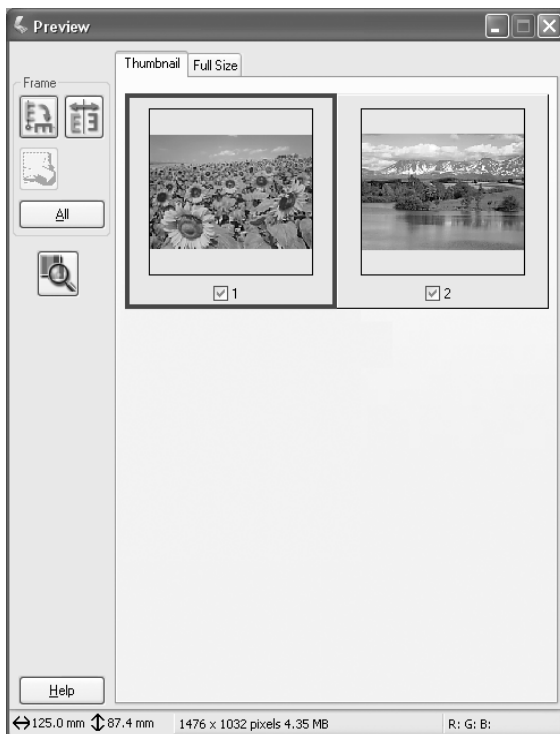 Preview
Thumbnail
Full Size
Frame
All
1
2
Help
125.0 mm 87.4 mm 1476 x 1032 pixels 4.35 MB R: G: B: